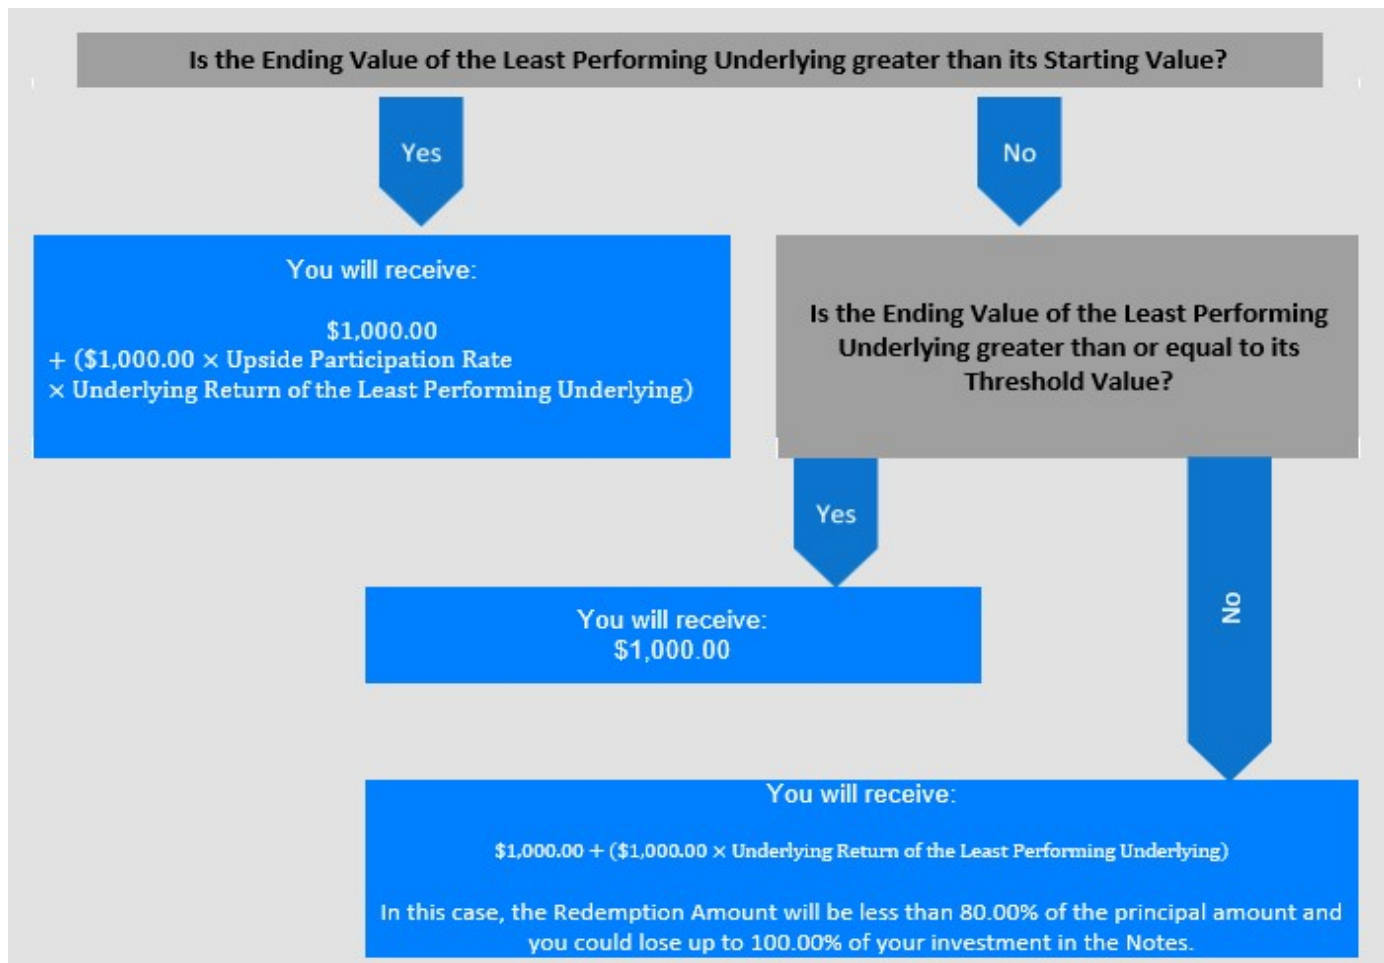 Is the Ending Value of the Least Performing Underlying greater than its Starting Value?
Yes
No
You will receive:
$1,000.00
+ ($1,000.00 × Upside Participation Rate
× Underlying Return of the Least Performing Underlying)
Is the Ending Value of the Least Performing
Underlying greater than or equal to its
Threshold Value?
Yes
No
You will receive:
$1,000.00
You will receive:
$1,000.00 + ($1,000.00 × Underlying Return of the Least Performing Underlying)
In this case, the Redemption Amount will be less than 80.00% of the principal amount and
you could lose up to 100.00% of your investment in the Notes.